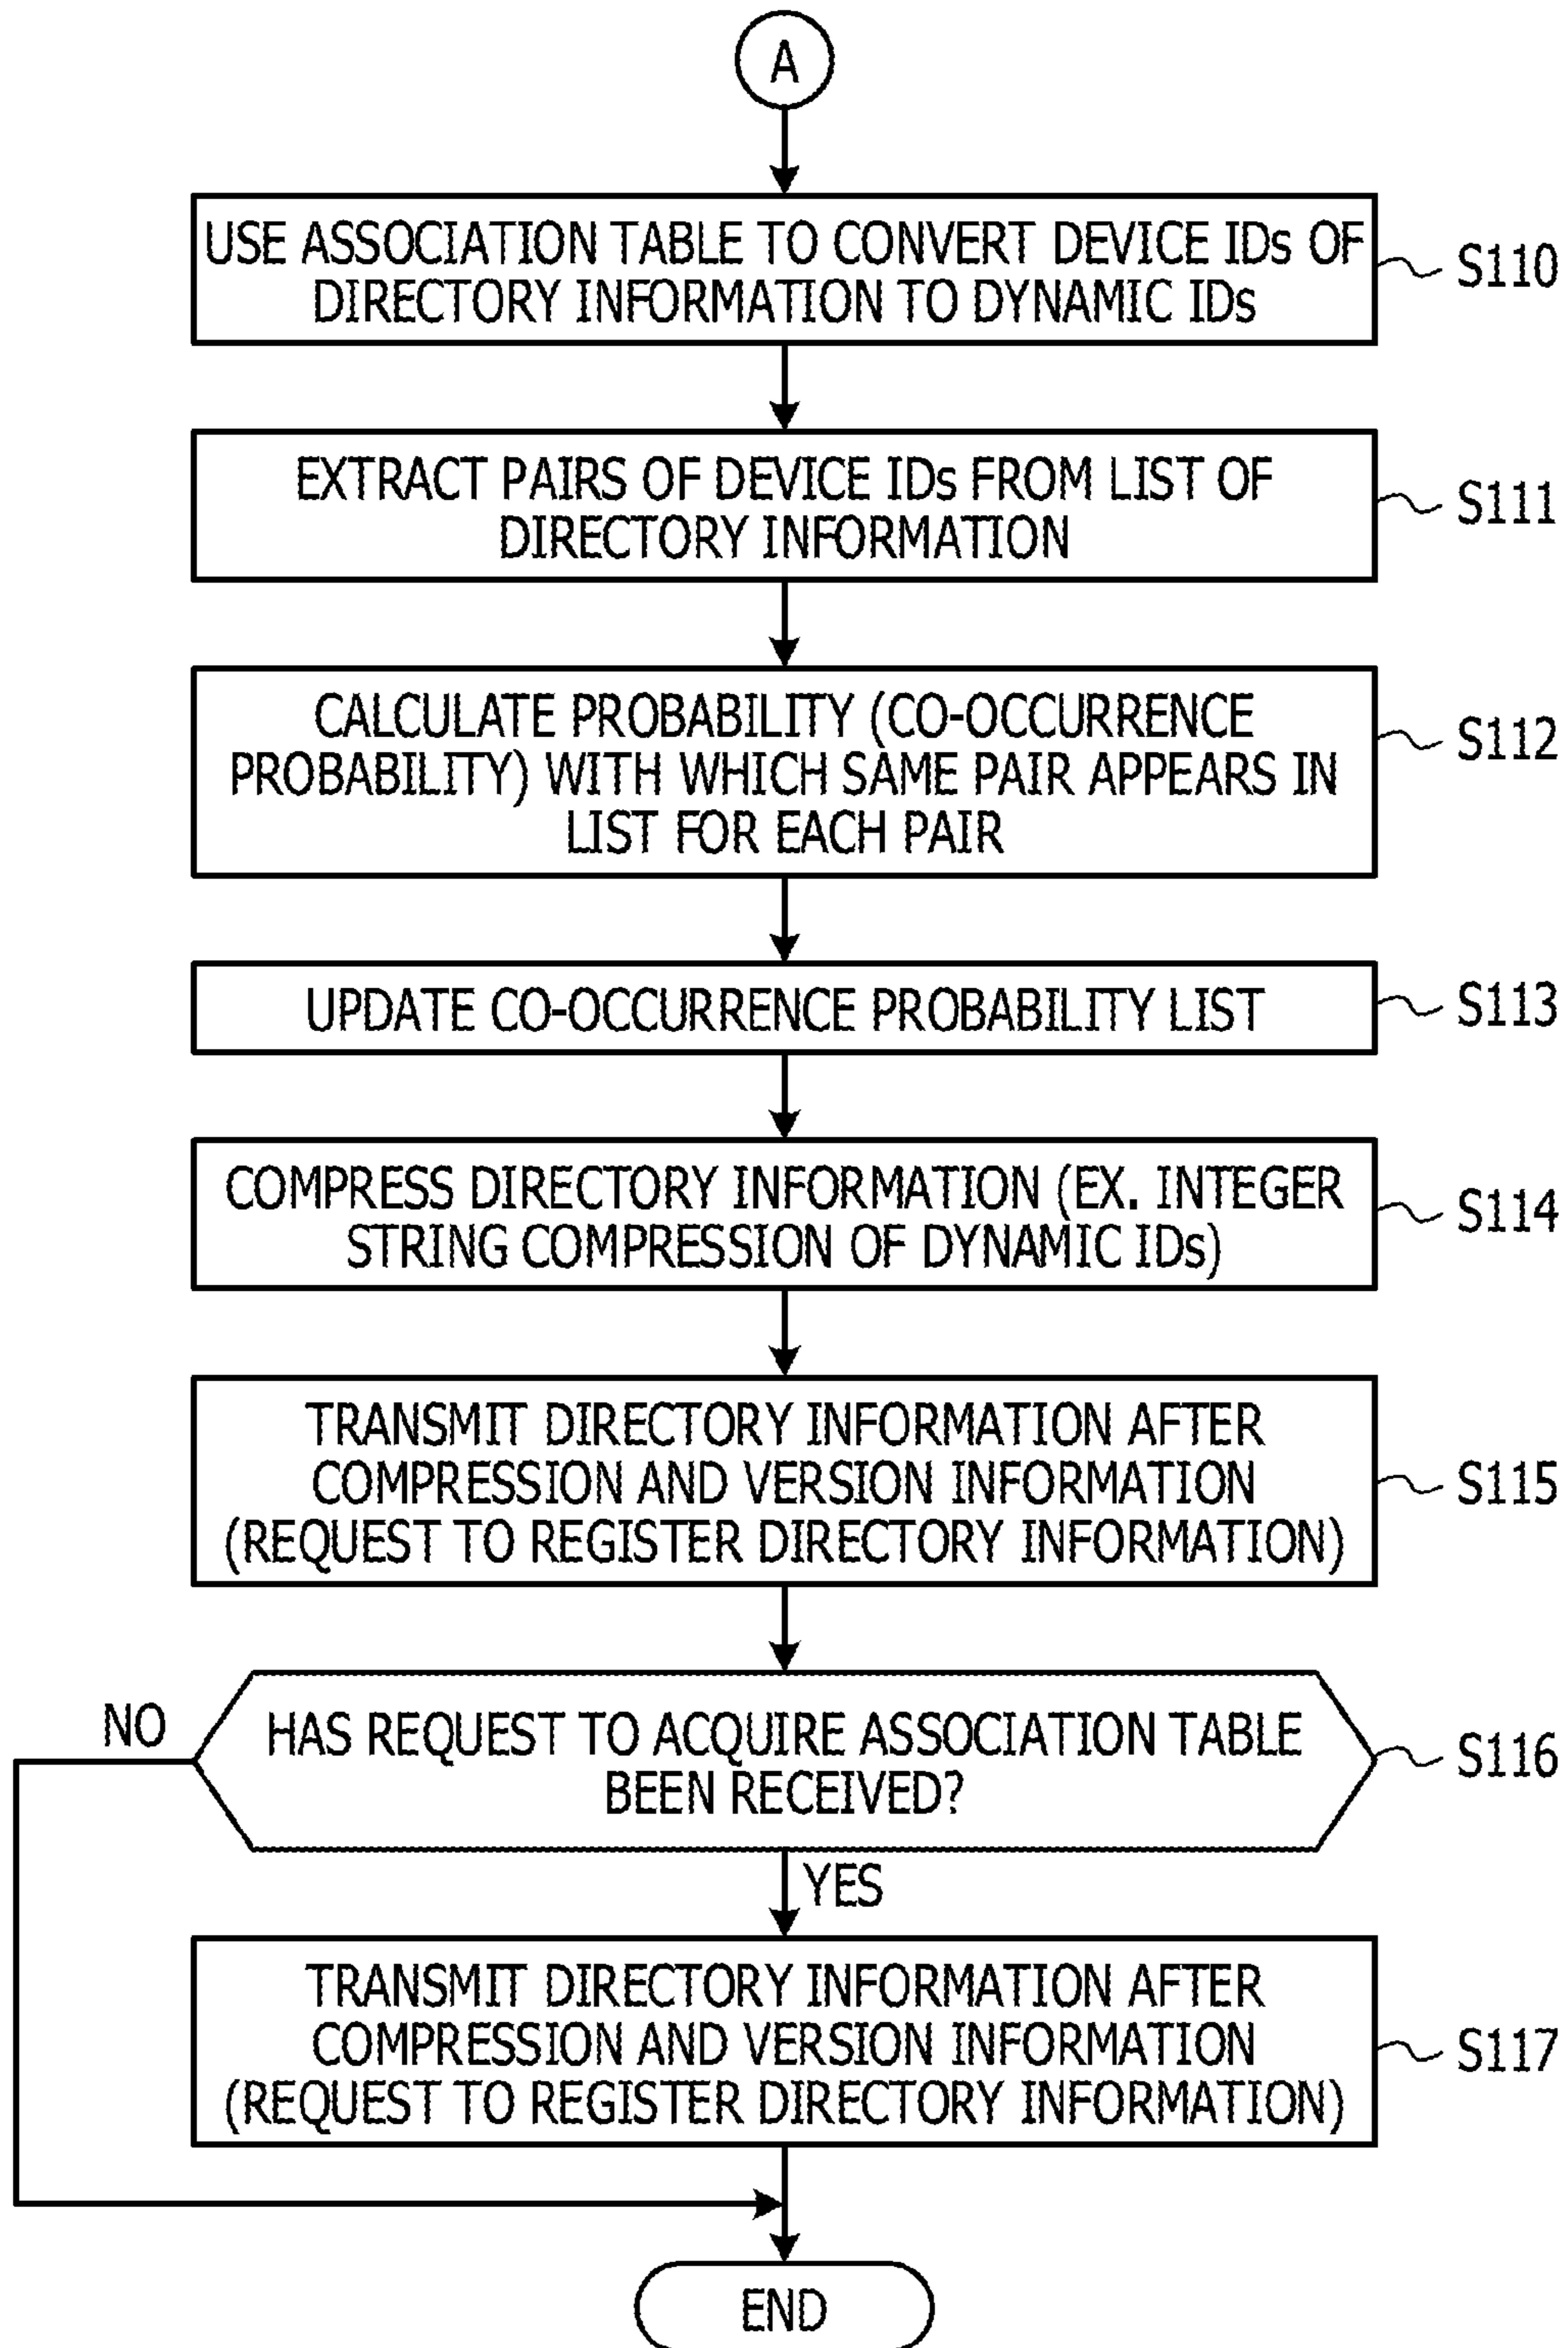 A
USE ASSOCIATION TABLE TO CONVERT DEVICE IDs OF
DIRECTORY INFORMATION TO DYNAMIC IDs
S110
EXTRACT PAIRS OF DEVICE IDs FROM LIST OF
DIRECTORY INFORMATION
S111
CALCULATE PROBABILITY (CO-OCCURRENCE
PROBABILITY) WITH WHICH SAME PAIR APPEARS IN
LIST FOR EACH PAIR
S112
UPDATE CO-OCCURRENCE PROBABILITY LIST
S113
COMPRESS DIRECTORY INFORMATION (EX. INTEGER
STRING COMPRESSION OF DYNAMIC IDs)
S114
TRANSMIT DIRECTORY INFORMATION AFTER
COMPRESSION AND VERSION INFORMATION
(REQUEST TO REGISTER DIRECTORY INFORMATION)
S115
NO
HAS REQUEST TO ACQUIRE ASSOCIATION TABLE
BEEN RECEIVED?
S116
YES
TRANSMIT DIRECTORY INFORMATION AFTER
COMPRESSION AND VERSION INFORMATION
(REQUEST TO REGISTER DIRECTORY INFORMATION)
S117
END